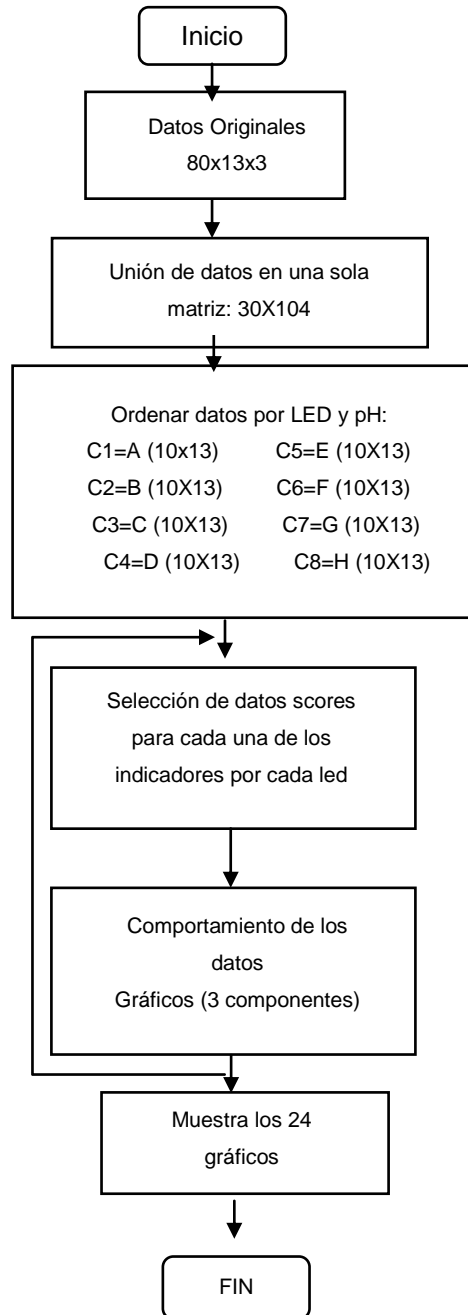 Inicio
Datos Originales
80x13x3
Unión de datos en una sola
matriz: 30X104
Ordenar datos por LED y pH:
C1=A (10x13) C5=E (10X13)
C2=B (10X13) C6=F (10X13)
C3=C (10X13) C7=G (10X13)
C4=D (10X13) C8=H (10X13)
Selección de datos scores
para cada una de los
indicadores por cada led
Comportamiento de los
datos
Gráficos (3 componentes)
Muestra los 24
gráficos
FIN